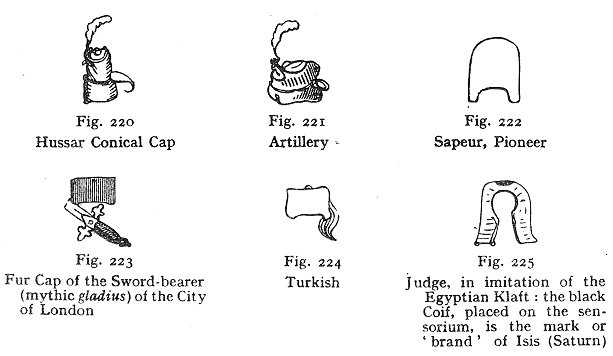 Fig. 220
Hussar Conical Cap
Fig. 221
Artillery
Fig. 222
Sapeur, Pioneer
Fig. 223
Fur Cap of the Sword-bearer
(mythic gladius) of the City
of London
Fig. 224
Turkish
Fig. 225
Judge, in imitation of the
Egyptian Klaft : the black
Coif, placed on the sen-
sorium, is the mark or
‘ brand ’ of Isis (Saturn)